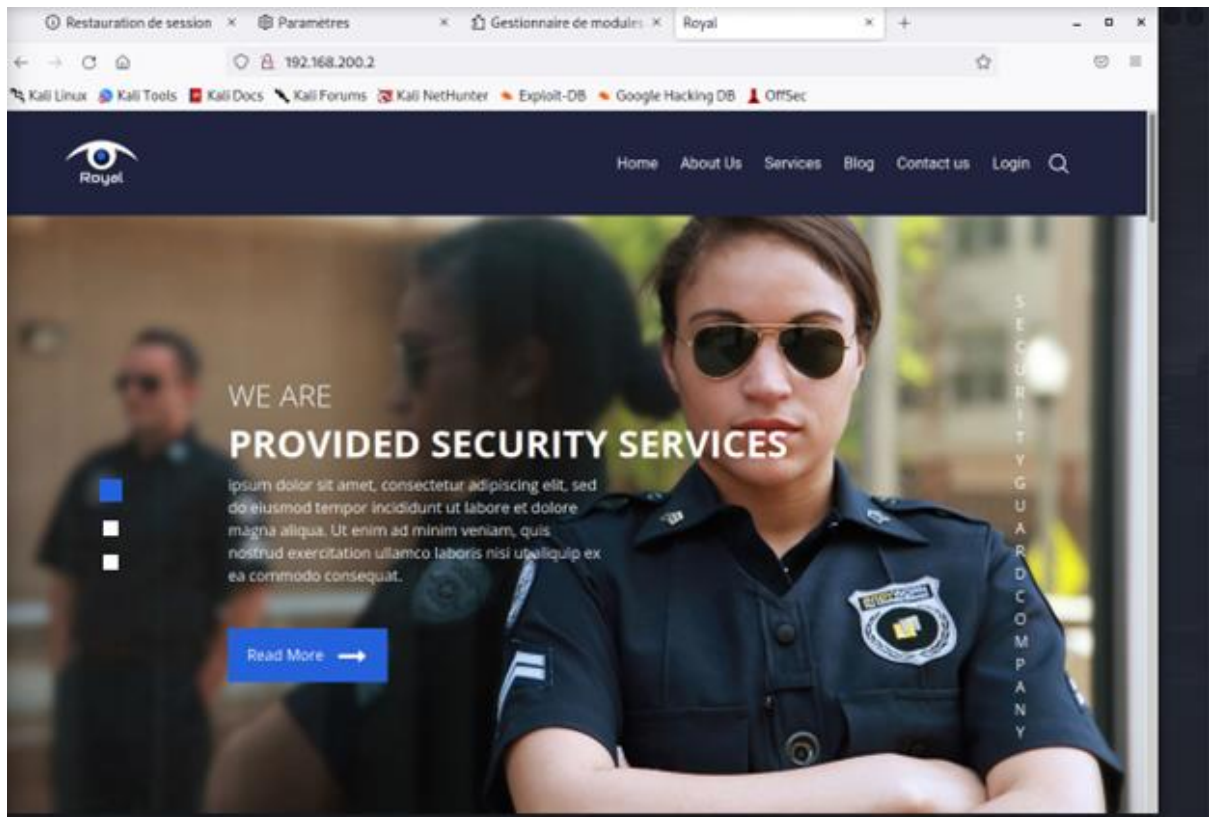 Restauration de session × Paramètres × Gestionnaire de modules × Royal × +
192.168.200.2
Kali Linux Kali Tools Kali Docs Kali Forums Kali NetHunter Exploit-DB Google Hacking DB OffSec
Royal
Home About Us Services Blog Contact us Login
WE ARE
PROVIDED SECURITY SERVICES
ipsum dolor sit amet, consectetur adipiscing elit, sed
do eiusmod tempor incididunt ut labore et dolore
magna aliqua. Ut enim ad minim veniam, quis
nostrud exercitation ullamco laboris nisi ut aliquip ex
ea commodo consequat.
Read More
SECURITYGUARDCOMPANY